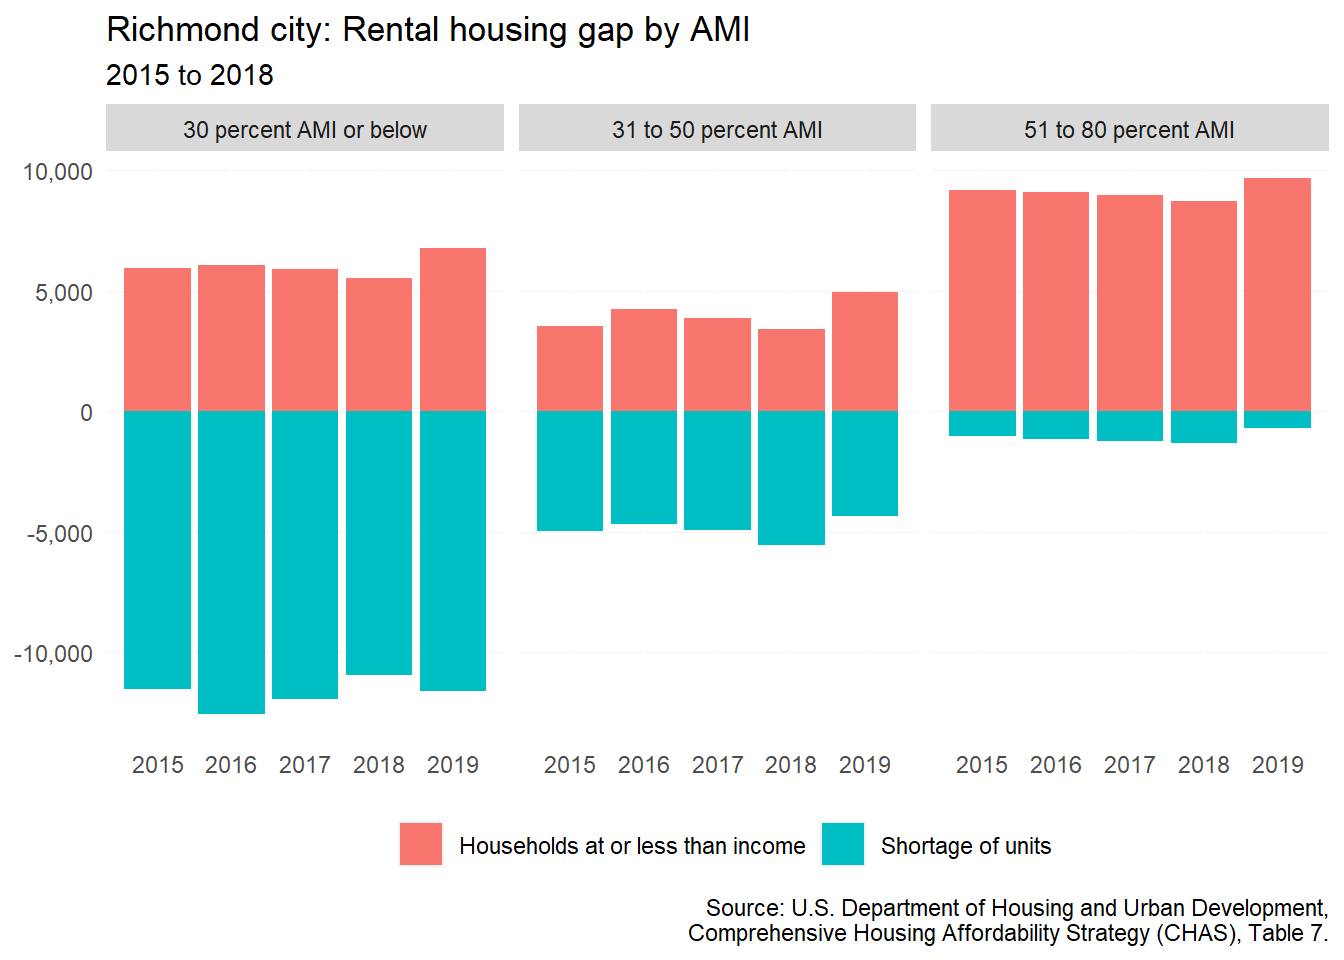 Richmond city: Rental housing gap by AMI
2015 to 2018
30 percent AMI or below
31 to 50 percent AMI
51 to 80 percent AMI
10,000
5,000
0
-5,000
-10,000
2015 2016 2017 2018 2019
2015 2016 2017 2018 2019
2015 2016 2017 2018 2019
Households at or less than income
Shortage of units
Source: U.S. Department of Housing and Urban Development,
Comprehensive Housing Affordability Strategy (CHAS), Table 7.